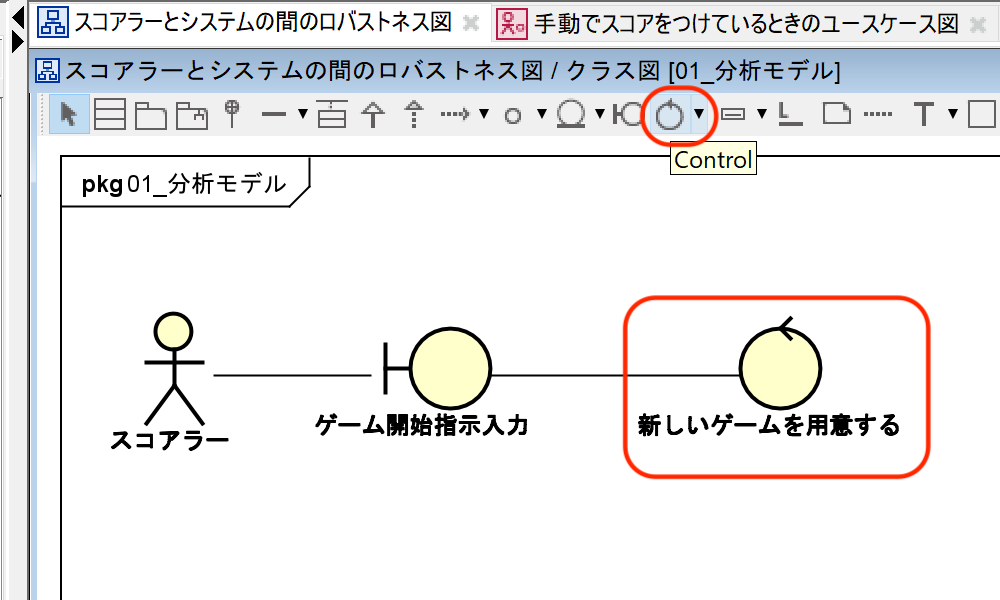 スコアラーとシステムの間のロバストネス図
手動でスコアをつけているときのユースケース図
スコアラーとシステムの間のロバストネス図 / クラス図 [01_分析モデル]
Control
pkg 01_分析モデル
スコアラー
ゲーム開始指示入力
新しいゲームを用意する